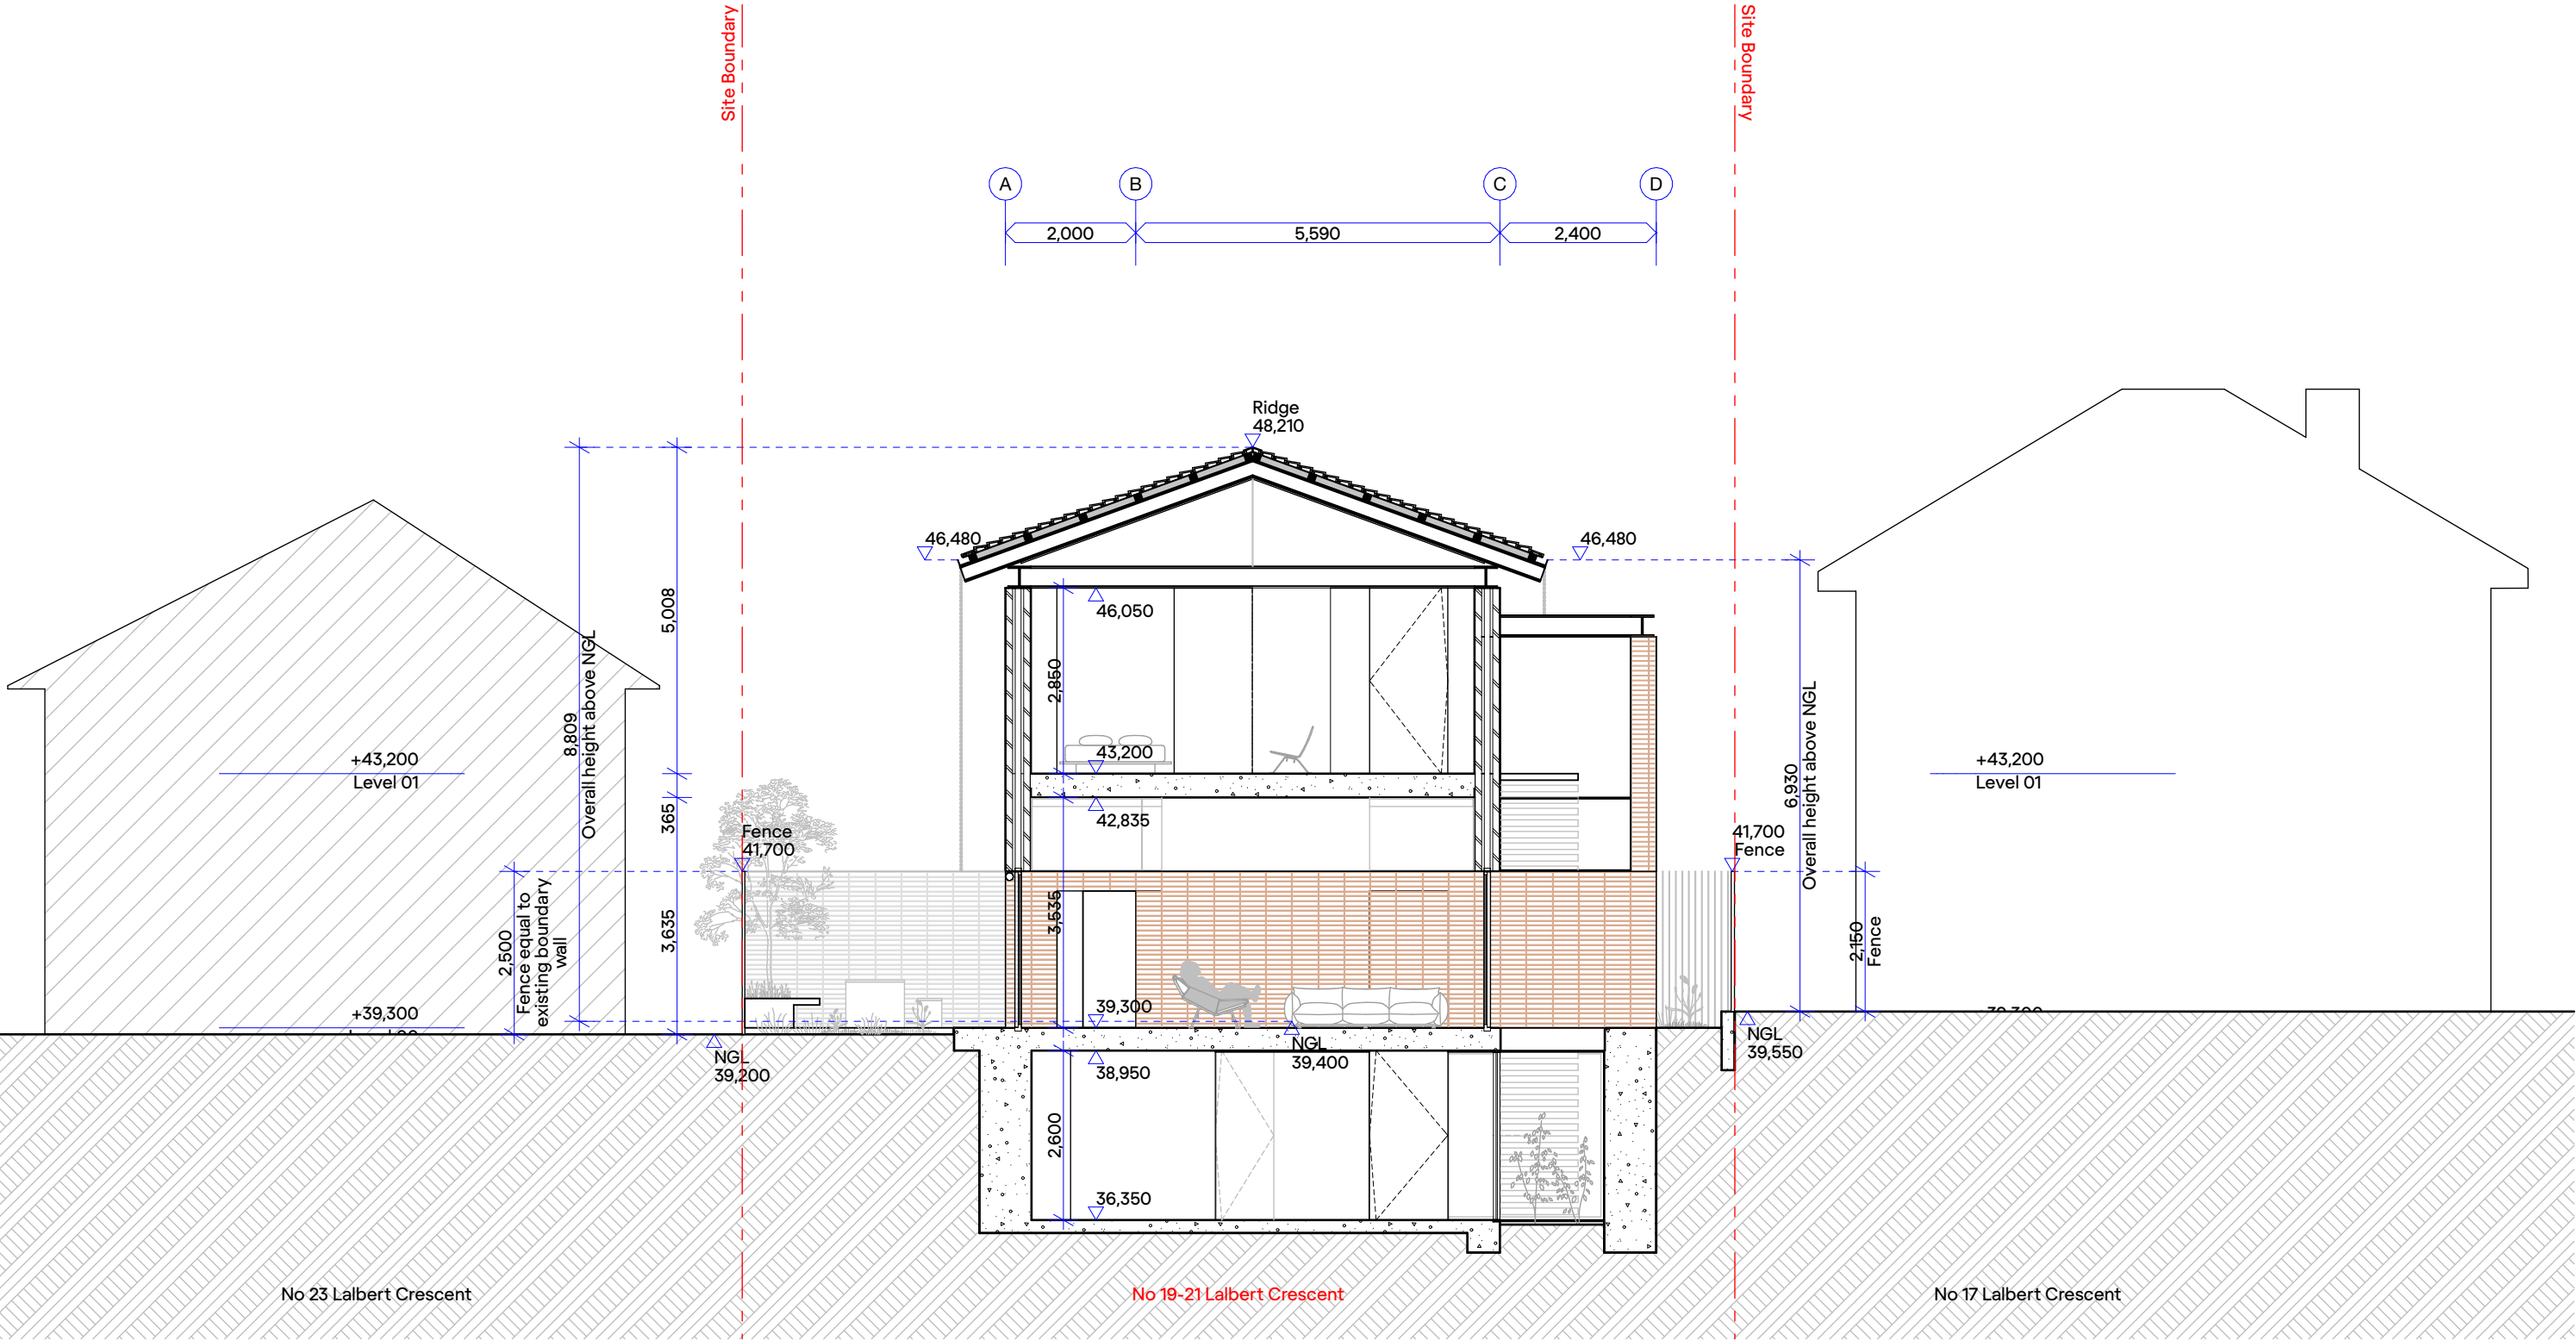 Site Boundary
Site Boundary
A
B
C
D
2,000
5,590
2,400
Ridge
48,210
46,480
46,480
5,008
46,050
8,809
Overall height above NGL
2,850
+43,200
Level 01
43,200
+43,200
Level 01
6,930
Overall height above NGL
365
42,835
Fence
41,700
41,700
Fence
2,500
Fence equal to
existing boundary
wall
3,635
3,535
2,150
Fence
+39,300
39,300
NGL
39,200
NGL
39,400
NGL
39,550
38,950
2,600
36,350
No 23 Lalbert Crescent
No 19-21 Lalbert Crescent
No 17 Lalbert Crescent